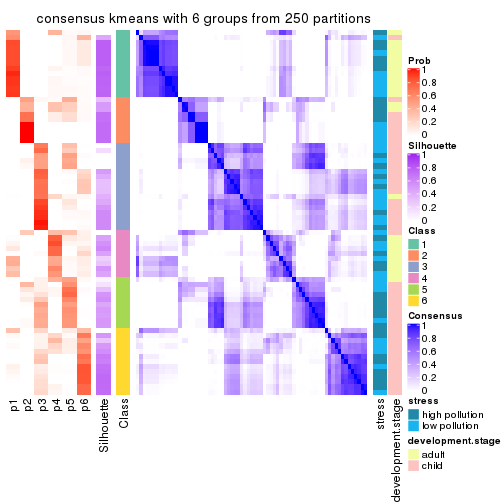 consensus kmeans with 6 groups from 250 partitions
Prob
1
0.8
0.6
0.4
0.2
0
Silhouette
1
0.8
0.6
0.4
0.2
0
Class
1
2
3
4
5
6
Consensus
1
0.8
0.6
0.4
0.2
0
stress
high pollution
low pollution
development.stage
adult
child
p1
p2
p3
p4
p5
p6
Silhouette
Class
stress
development.stage